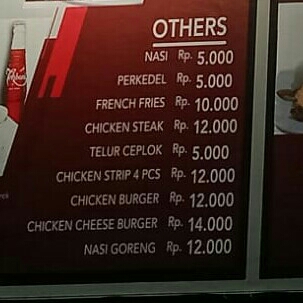 OTHERS
NASI Rp. 5.000
PERKEDEL Rp. 5.000
FRENCH FRIES Rp. 10.000
CHICKEN STEAK Rp. 12.000
TELUR CEPLOK Rp. 5.000
CHICKEN STRIP 4 PCS Rp. 12.000
CHICKEN BURGER Rp. 12.000
CHICKEN CHEESE BURGER Rp. 14.000
NASI GORENG Rp. 12.000